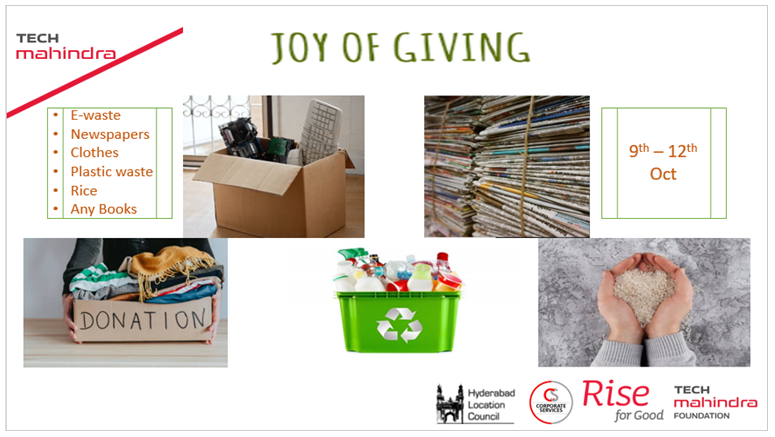 TECH
mahindra
JOY OF GIVING
• E-waste
• Newspapers
• Clothes
• Plastic waste
• Rice
• Any Books
9th – 12th
Oct
DONATION
Hyderabad
Location
Council
CS
CORPORATE
SERVICES
Rise
for Good
TECH
mahindra
FOUNDATION